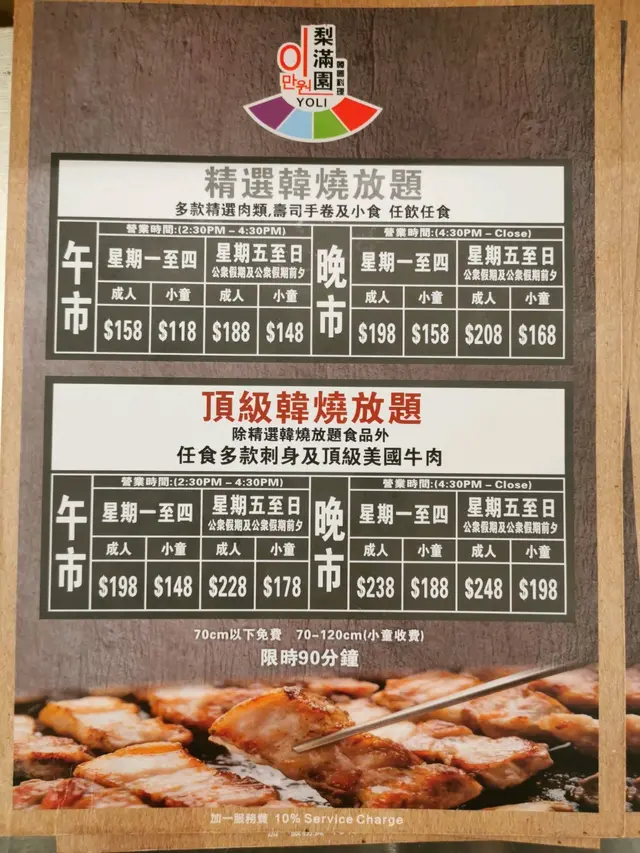 이만원
梨滿園
韓國料理
YOLI
精選韓燒放題
多款精選肉類,壽司手卷及小食 任飲任食
午市
營業時間:(2:30PM – 4:30PM)
星期一至四
星期五至日
公衆假期及公衆假期前夕
成人 小童 成人 小童
$158 $118 $188 $148
晚市
營業時間:(4:30PM – Close)
星期一至四
星期五至日
公衆假期及公衆假期前夕
成人 小童 成人 小童
$198 $158 $208 $168
頂級韓燒放題
除精選韓燒放題食品外
任食多款刺身及頂級美國牛肉
午市
營業時間:(2:30PM – 4:30PM)
星期一至四
星期五至日
公衆假期及公衆假期前夕
成人 小童 成人 小童
$198 $148 $228 $178
晚市
營業時間:(4:30PM – Close)
星期一至四
星期五至日
公衆假期及公衆假期前夕
成人 小童 成人 小童
$238 $188 $248 $198
70cm以下免費 70-120cm(小童收費)
限時90分鐘
加一服務費 10% Service Charge